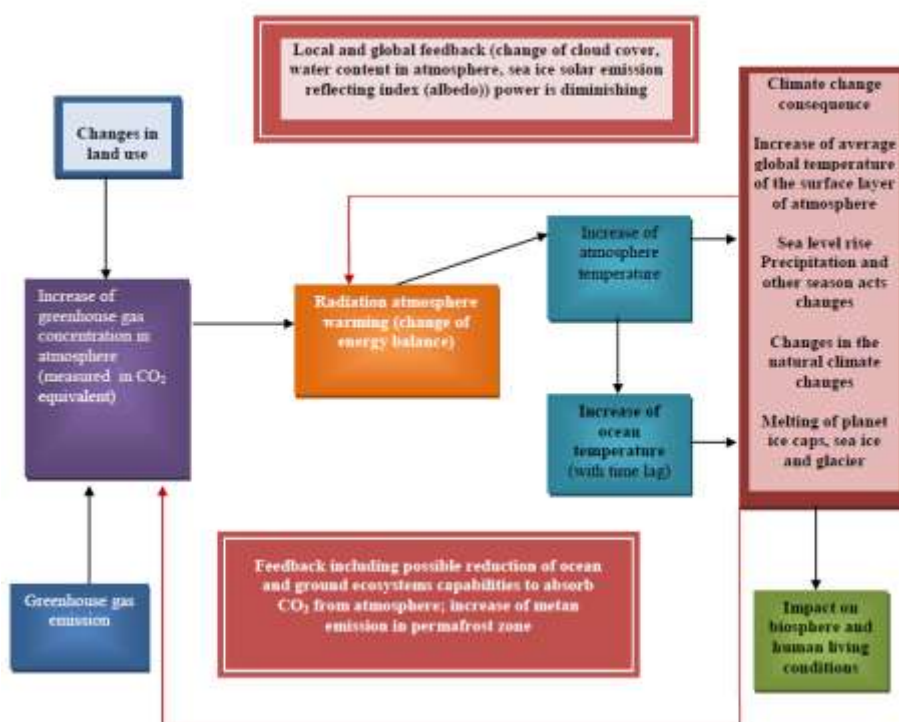 Local and global feedback (change of cloud cover,
water content in atmosphere, sea ice solar emission
reflecting index (albedo)) power is diminishing
Changes in
land use
Increase of
greenhouse gas
concentration in
atmosphere
(measured in CO₂
equivalent)
Radiation atmosphere
warming (change of
energy balance)
Increase of
atmosphere
temperature
Increase of
ocean
temperature
(with time lag)
Climate change
consequence
Increase of average
global temperature
of the surface layer
of atmosphere
Sea level rise
Precipitation and
other season acts
changes
Changes in the
natural climate
changes
Melting of planet
ice caps, sea ice
and glacier
Greenhouse gas
emission
Feedback including possible reduction of ocean
and ground ecosystems capabilities to absorb
CO₂ from atmosphere; increase of metan
emission in permafrost zone
Impact on
biosphere and
human living
conditions